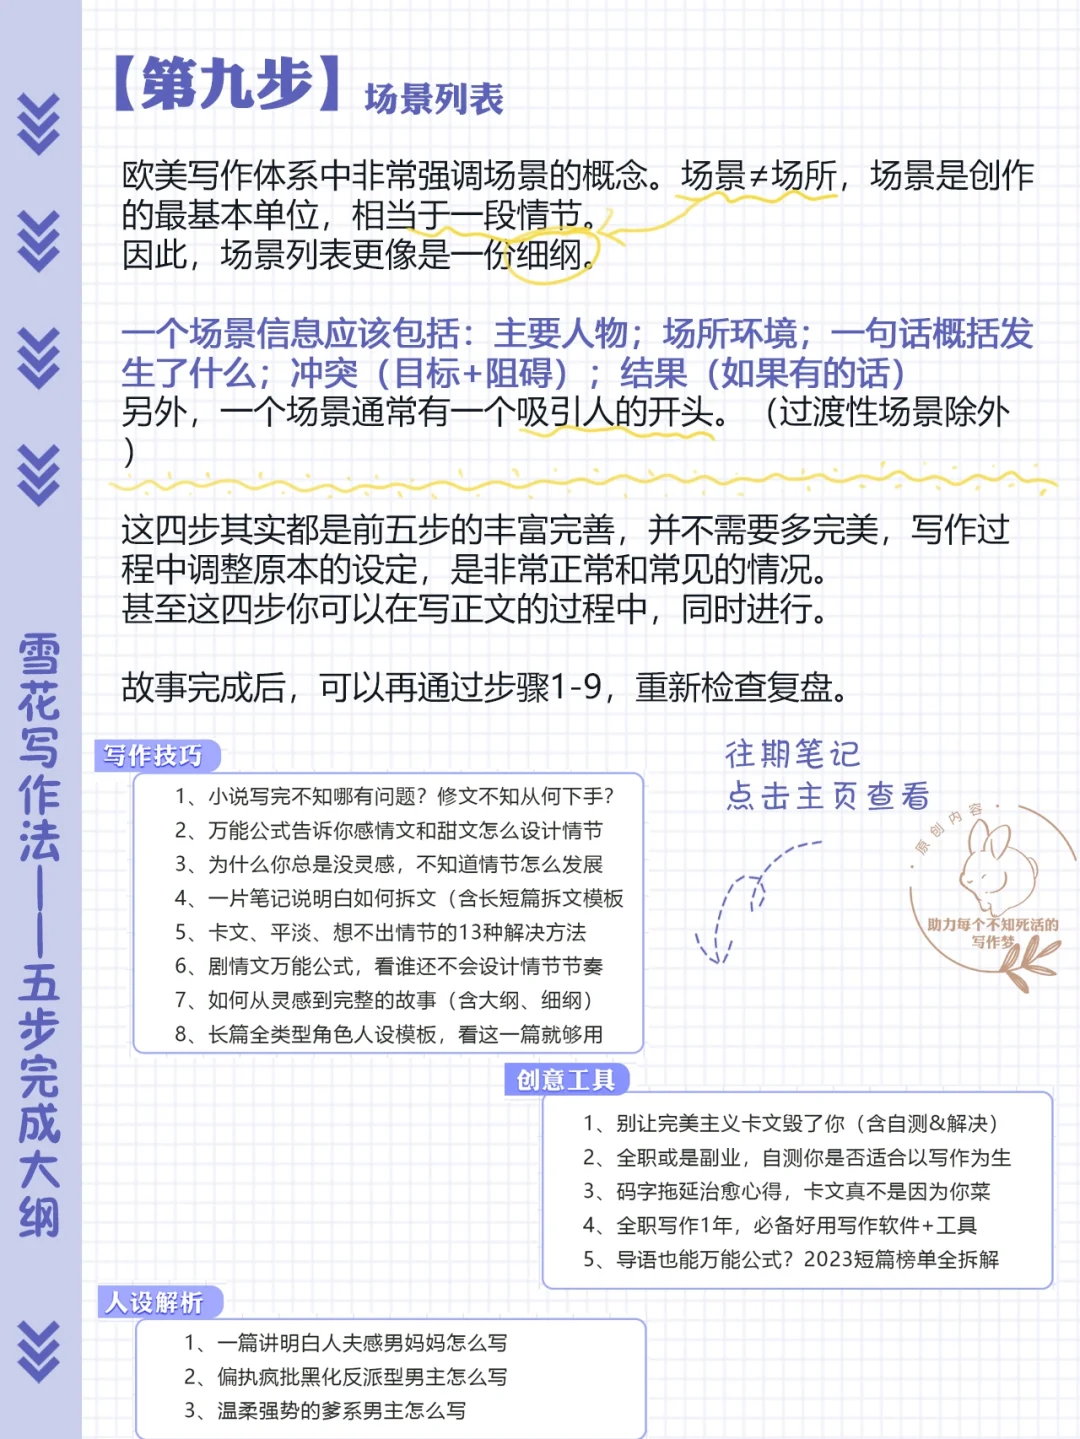 【第九步】场景列表
欧美写作体系中非常强调场景的概念。场景≠场所，场景是创作
的最基本单位，相当于一段情节。
因此，场景列表更像是一份细纲。
一个场景信息应该包括：主要人物；场所环境；一句话概括发
生了什么；冲突（目标+阻碍）；结果（如果有的话）
另外，一个场景通常有一个吸引人的开头。（过渡性场景除外
）
这四步其实都是前五步的丰富完善，并不需要多完美，写作过
程中调整原本的设定，是非常正常和常见的情况。
甚至这四步你可以在写正文的过程中，同时进行。
故事完成后，可以再通过步骤1-9，重新检查复盘。
雪花写作法——五步完成大纲
写作技巧
1、小说写完不知哪有问题？修文不知从何下手？
2、万能公式告诉你感情文和甜文怎么设计情节
3、为什么你总是没灵感，不知道情节怎么发展
4、一片笔记说明白如何拆文（含长短篇拆文模板
5、卡文、平淡、想不出情节的13种解决方法
6、剧情文万能公式，看谁还不会设计情节节奏
7、如何从灵感到完整的故事（含大纲、细纲）
8、长篇全类型角色人设模板，看这一篇就够用
往期笔记
点击主页查看
·原创内容·
助力每个不知死活的
写作梦
创意工具
1、别让完美主义卡文毁了你（含自测&解决）
2、全职或是副业，自测你是否适合以写作为生
3、码字拖延治愈心得，卡文真不是因为你菜
4、全职写作1年，必备好用写作软件+工具
5、导语也能万能公式？2023短篇榜单全拆解
人设解析
1、一篇讲明白人夫感男妈妈怎么写
2、偏执疯批黑化反派型男主怎么写
3、温柔强势的爹系男主怎么写